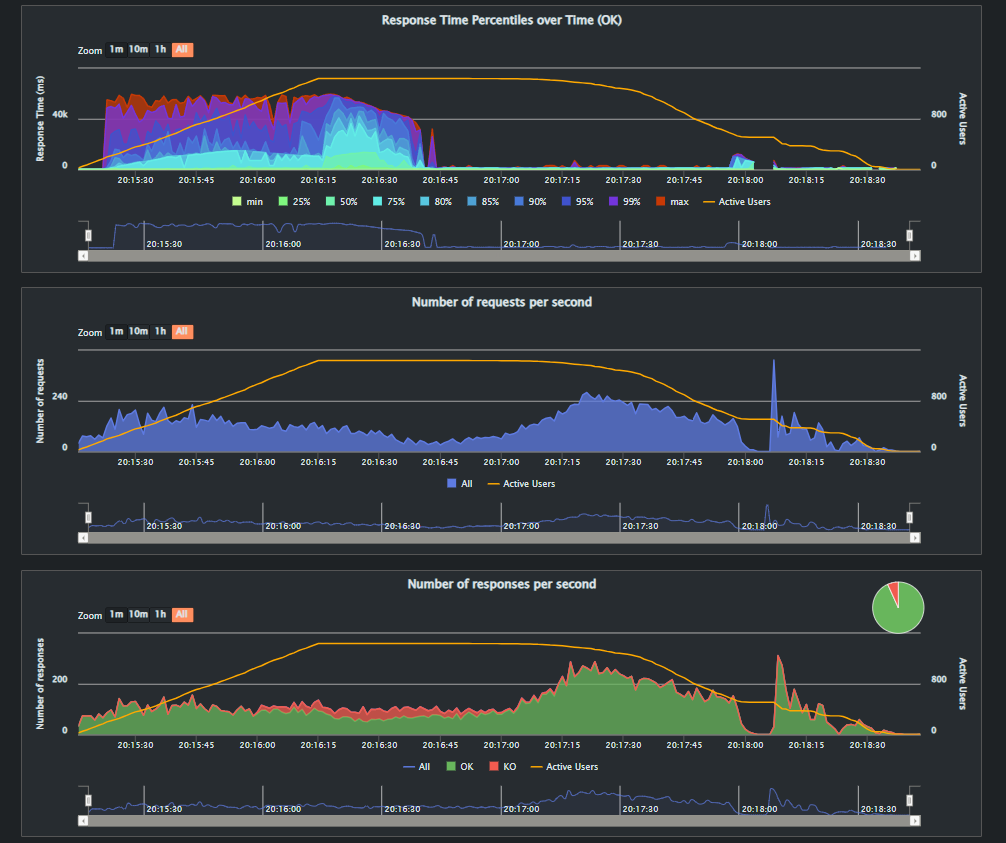 Response Time Percentiles over Time (OK)
Zoom 1m 10m 1h All
Response Time (ms)
40k
0
800
0
Active Users
20:15:30 20:15:45 20:16:00 20:16:15 20:16:30 20:16:45 20:17:00 20:17:15 20:17:30 20:17:45 20:18:00 20:18:15 20:18:30
min 25% 50% 75% 80% 85% 90% 95% 99% max Active Users
20:15:30 20:16:00 20:16:30 20:17:00 20:17:30 20:18:00 20:18:30
Number of requests per second
Zoom 1m 10m 1h All
Number of requests
240
0
800
0
Active Users
20:15:30 20:15:45 20:16:00 20:16:15 20:16:30 20:16:45 20:17:00 20:17:15 20:17:30 20:17:45 20:18:00 20:18:15 20:18:30
All Active Users
20:15:30 20:16:00 20:16:30 20:17:00 20:17:30 20:18:00 20:18:30
Number of responses per second
Zoom 1m 10m 1h All
Number of responses
200
0
800
0
Active Users
20:15:30 20:15:45 20:16:00 20:16:15 20:16:30 20:16:45 20:17:00 20:17:15 20:17:30 20:17:45 20:18:00 20:18:15 20:18:30
All OK KO Active Users
20:15:30 20:16:00 20:16:30 20:17:00 20:17:30 20:18:00 20:18:30